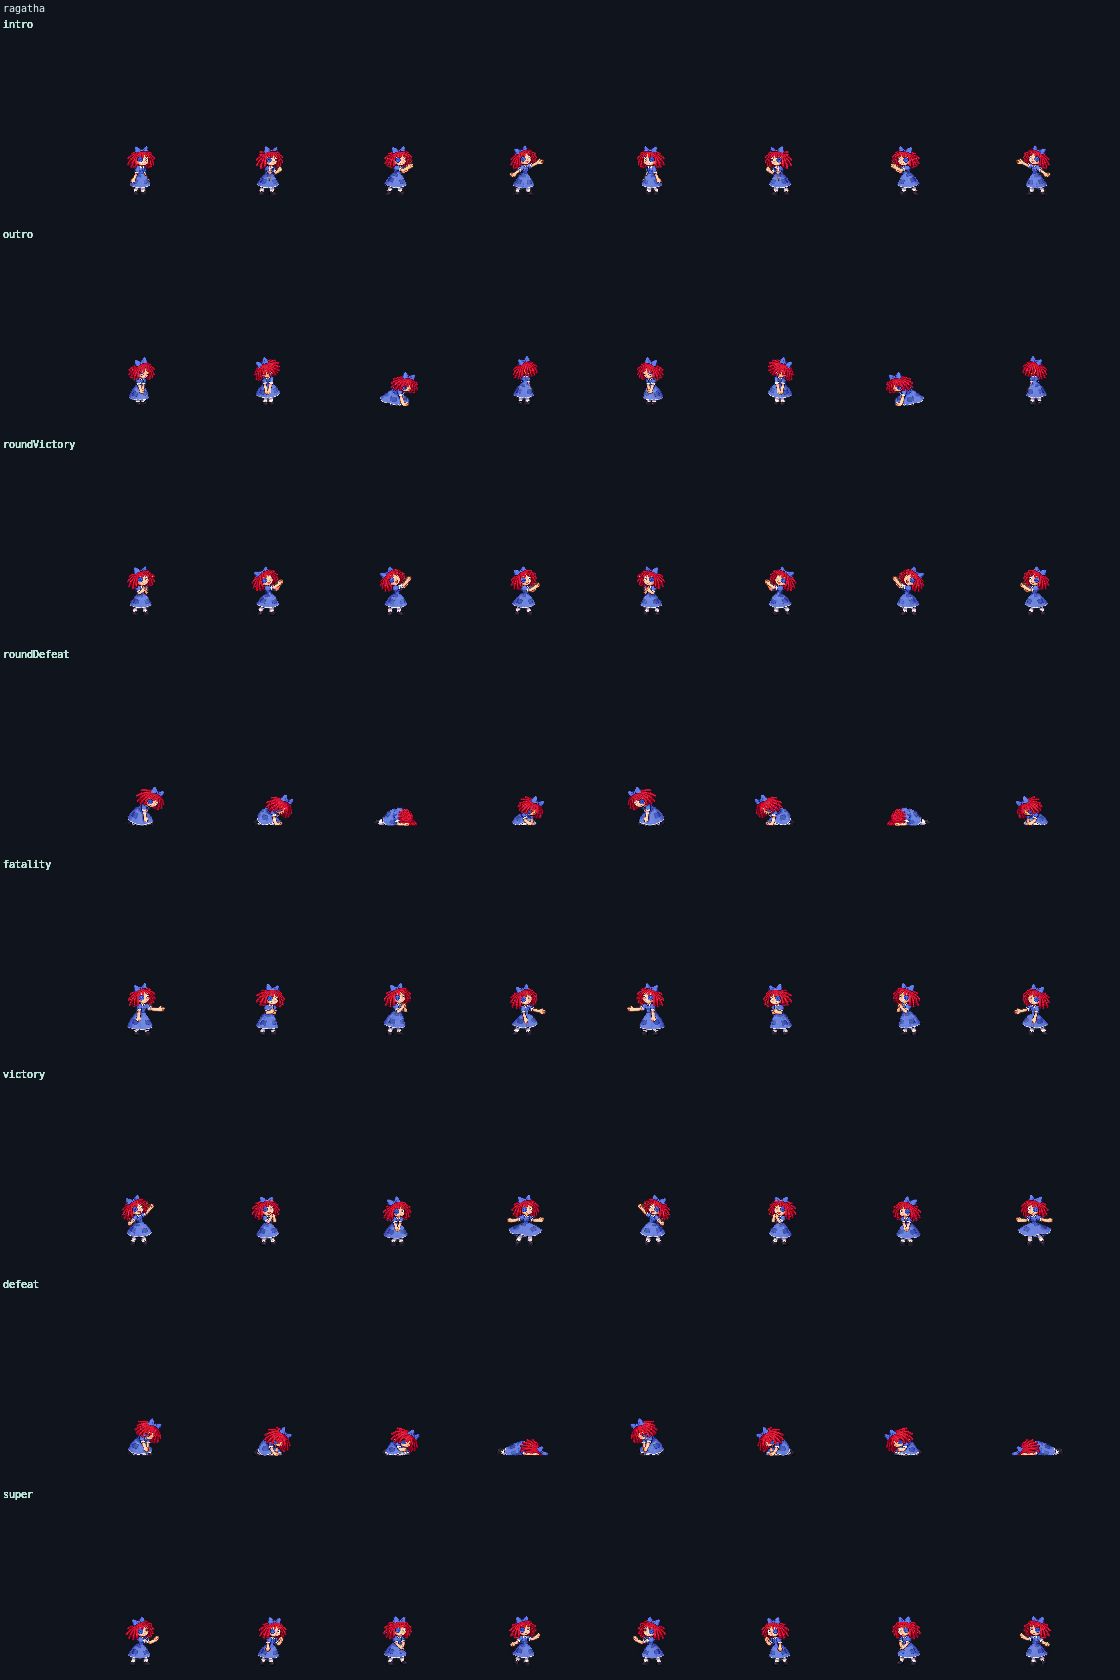 ragatha
intro
outro
roundVictory
roundDefeat
fatality
victory
defeat
super